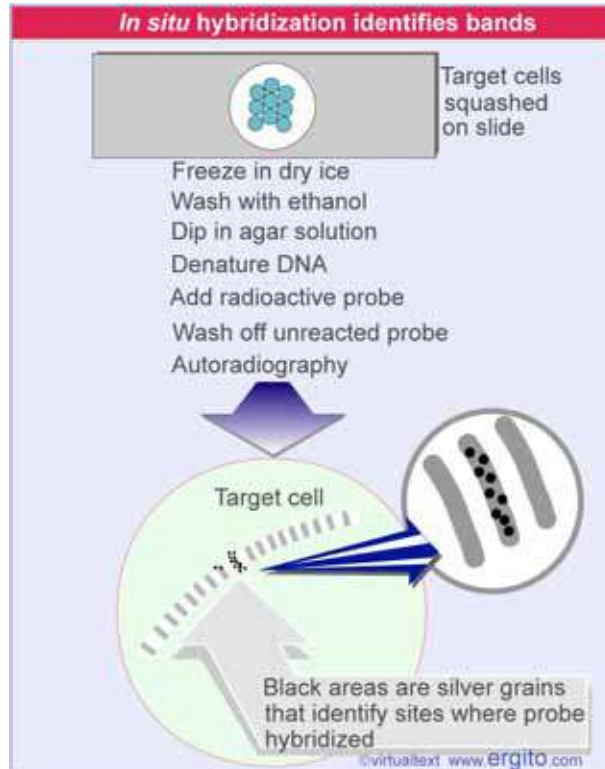 In situ hybridization identifies bands
Target cells
squashed
on slide
Freeze in dry ice
Wash with ethanol
Dip in agar solution
Denature DNA
Add radioactive probe
Wash off unreacted probe
Autoradiography
Target cell
Black areas are silver grains
that identify sites where probe
hybridized
©virtualtext www.ergito.com